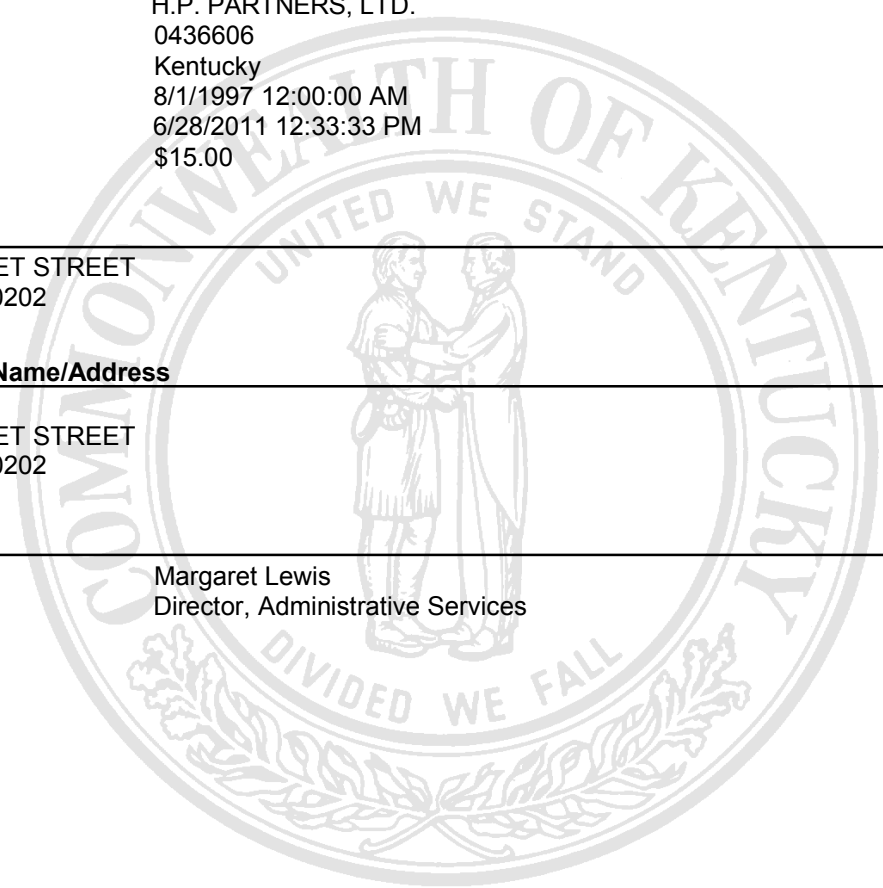 H.P. PARTNERS, LTD.
0436606
Kentucky
8/1/1997 12:00:00 AM
6/28/2011 12:33:33 PM
$15.00
COMMONWEALTH OF KENTUCKY
UNITED WE STAND
ET STREET
0202
Name/Address
ET STREET
0202
Margaret Lewis
Director, Administrative Services
DIVIDED WE FALL